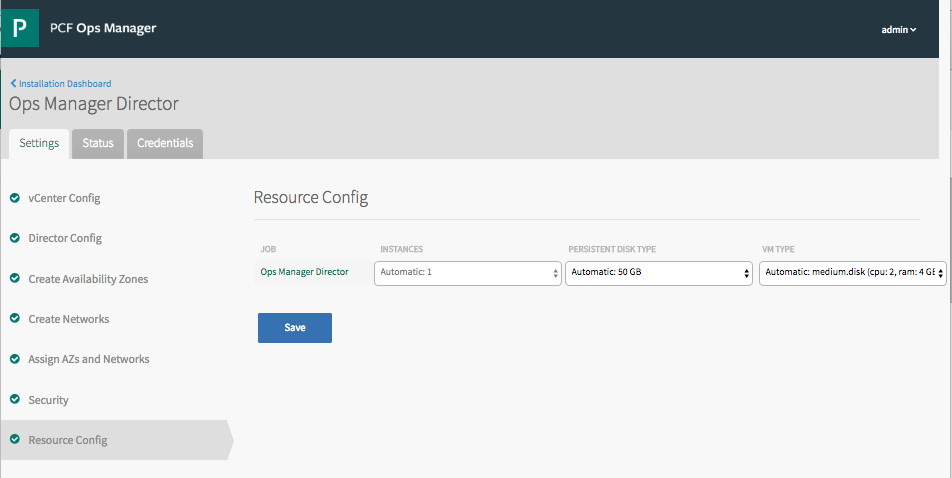 P PCF Ops Manager admin
Installation Dashboard
Ops Manager Director
Settings Status Credentials
vCenter Config
Director Config
Create Availability Zones
Create Networks
Assign AZs and Networks
Security
Resource Config
Resource Config
JOB INSTANCES PERSISTENT DISK TYPE VM TYPE
Ops Manager Director Automatic: 1 Automatic: 50 GB Automatic: medium.disk (cpu: 2, ram: 4
Save